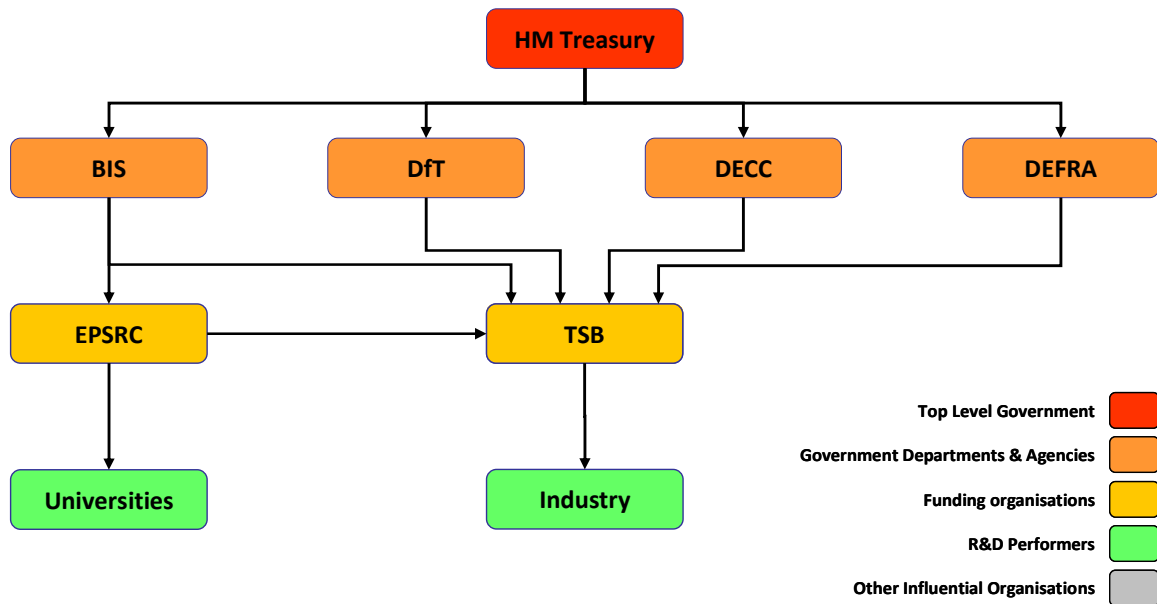 HM Treasury
BIS
DfT
DECC
DEFRA
EPSRC
TSB
Universities
Industry
Top Level Government
Government Departments & Agencies
Funding organisations
R&D Performers
Other Influential Organisations